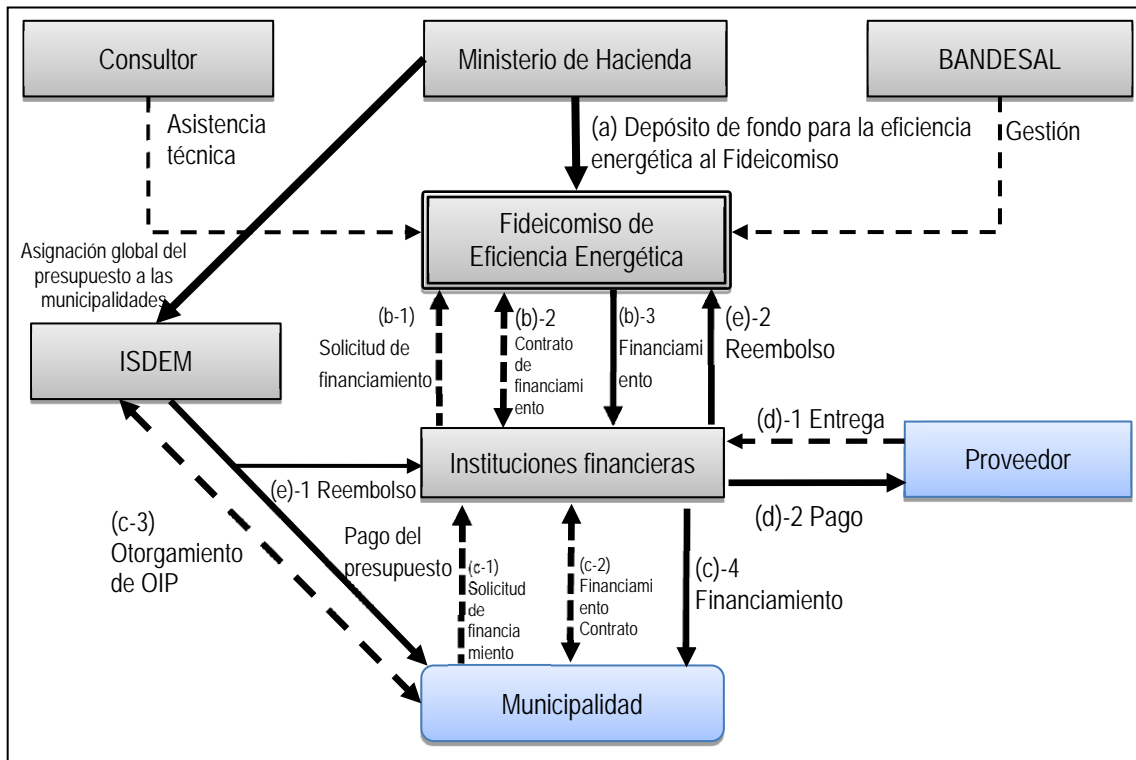 Consultor
Ministerio de Hacienda
BANDESAL
Asistencia
técnica
(a) Depósito de fondo para la eficiencia
energética al Fideicomiso
Gestión
Fideicomiso de
Eficiencia Energética
Asignación global del
presupuesto a las
municipalidades
ISDEM
(b-1)
Solicitud de
financiamiento
(b)-2
Contrato
de
financiami
ento
(b)-3
Financiami
ento
(e)-2
Reembolso
(d)-1 Entrega
Proveedor
Instituciones financieras
(e)-1 Reembolso
(d)-2 Pago
(c-3)
Otorgamiento
de OIP
Pago del
presupuesto
(c-1)
Solicitud
de
financia
miento
(c-2)
Financiami
ento
Contrato
(c)-4
Financiamiento
Municipalidad